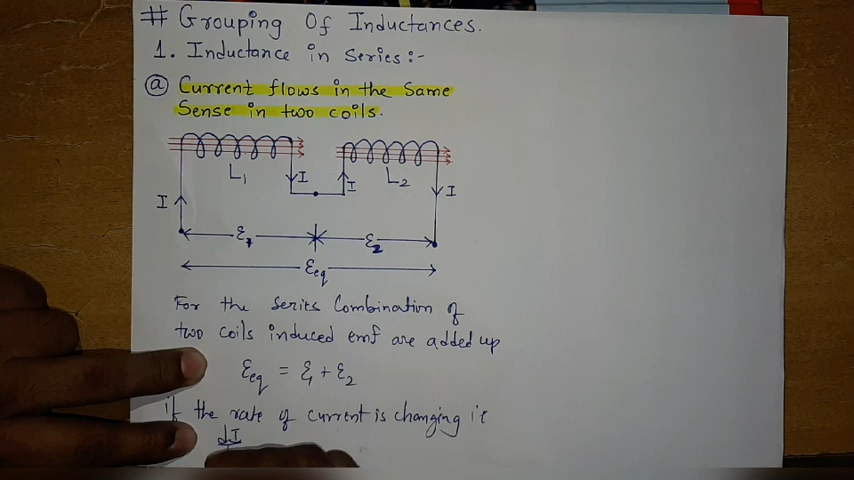 # Grouping Of Inductances.
1. Inductance in Series:-
ⓐ Current flows in the Same
Sense in two coils.
L₁ L₂
I I I I
ε₁ ε₂
εeq
For the Series Combination of
two coils induced emf are added up
εeq = ε₁ + ε₂
if the rate of current is changing i.e
dI